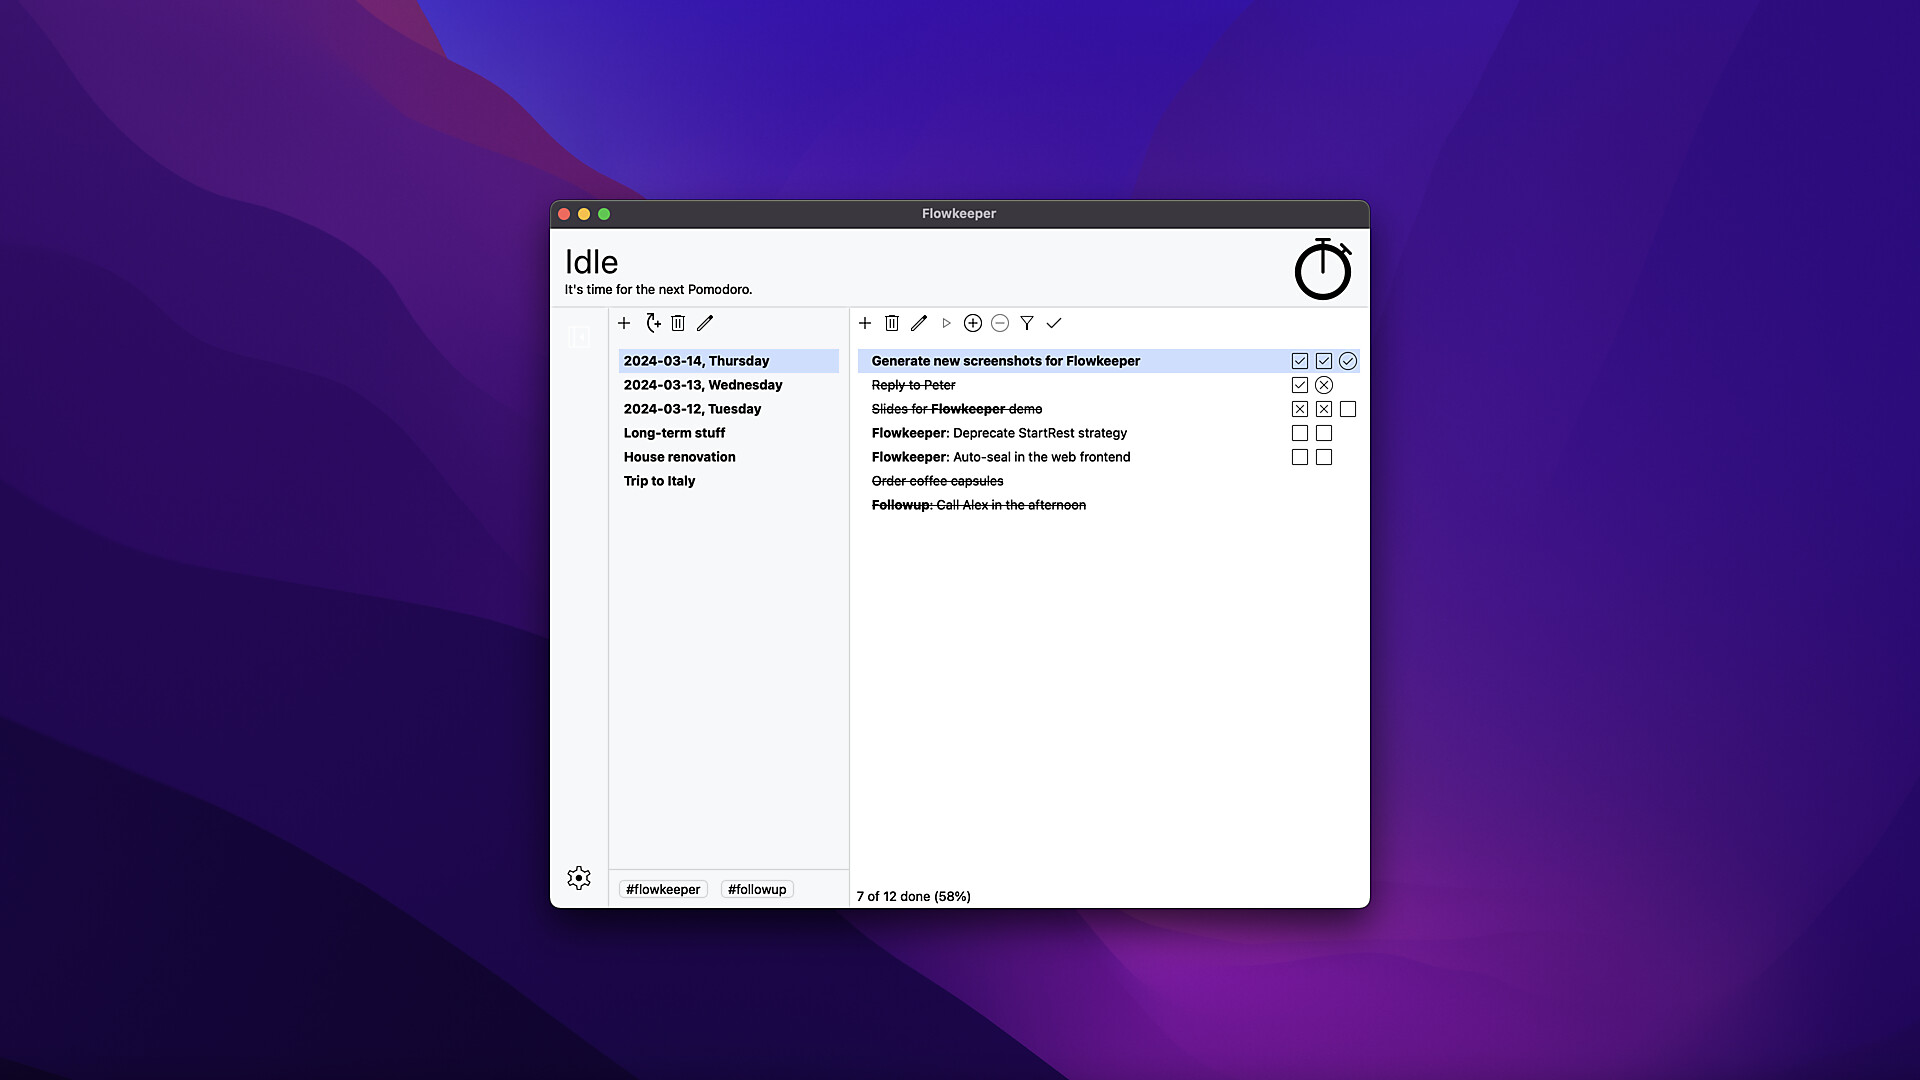 Flowkeeper
Idle
It's time for the next Pomodoro.
2024-03-14, Thursday
2024-03-13, Wednesday
2024-03-12, Tuesday
Long-term stuff
House renovation
Trip to Italy
#flowkeeper #followup
Generate new screenshots for Flowkeeper
Reply to Peter
Slides for Flowkeeper demo
Flowkeeper: Deprecate StartRest strategy
Flowkeeper: Auto-seal in the web frontend
Order coffee capsules
Followup: Call Alex in the afternoon
7 of 12 done (58%)